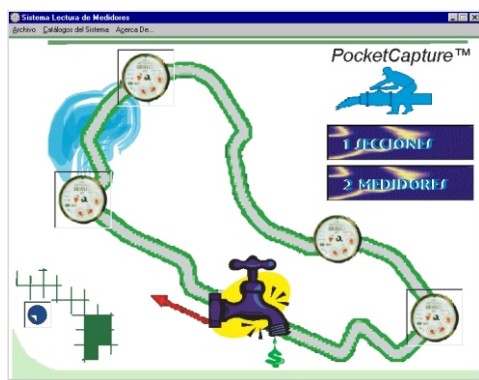 Sistema Lectura de Medidores
Archivo Catálogos del Sistema Acerca De...
PocketCapture™
1 SECCIONES
2 MEDIDORES
$